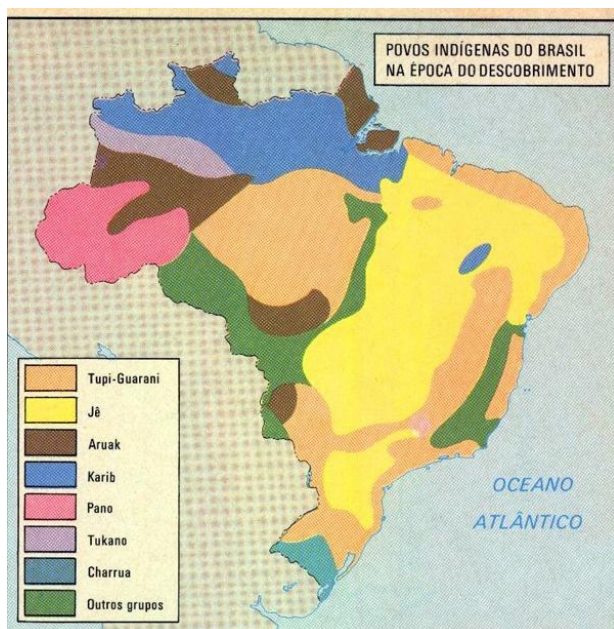 POVOS INDÍGENAS DO BRASIL
NA ÉPOCA DO DESCOBRIMENTO
Tupi-Guarani
Jê
Aruak
Karib
Pano
Tukano
Charrua
Outros grupos
OCEANO
ATLÂNTICO